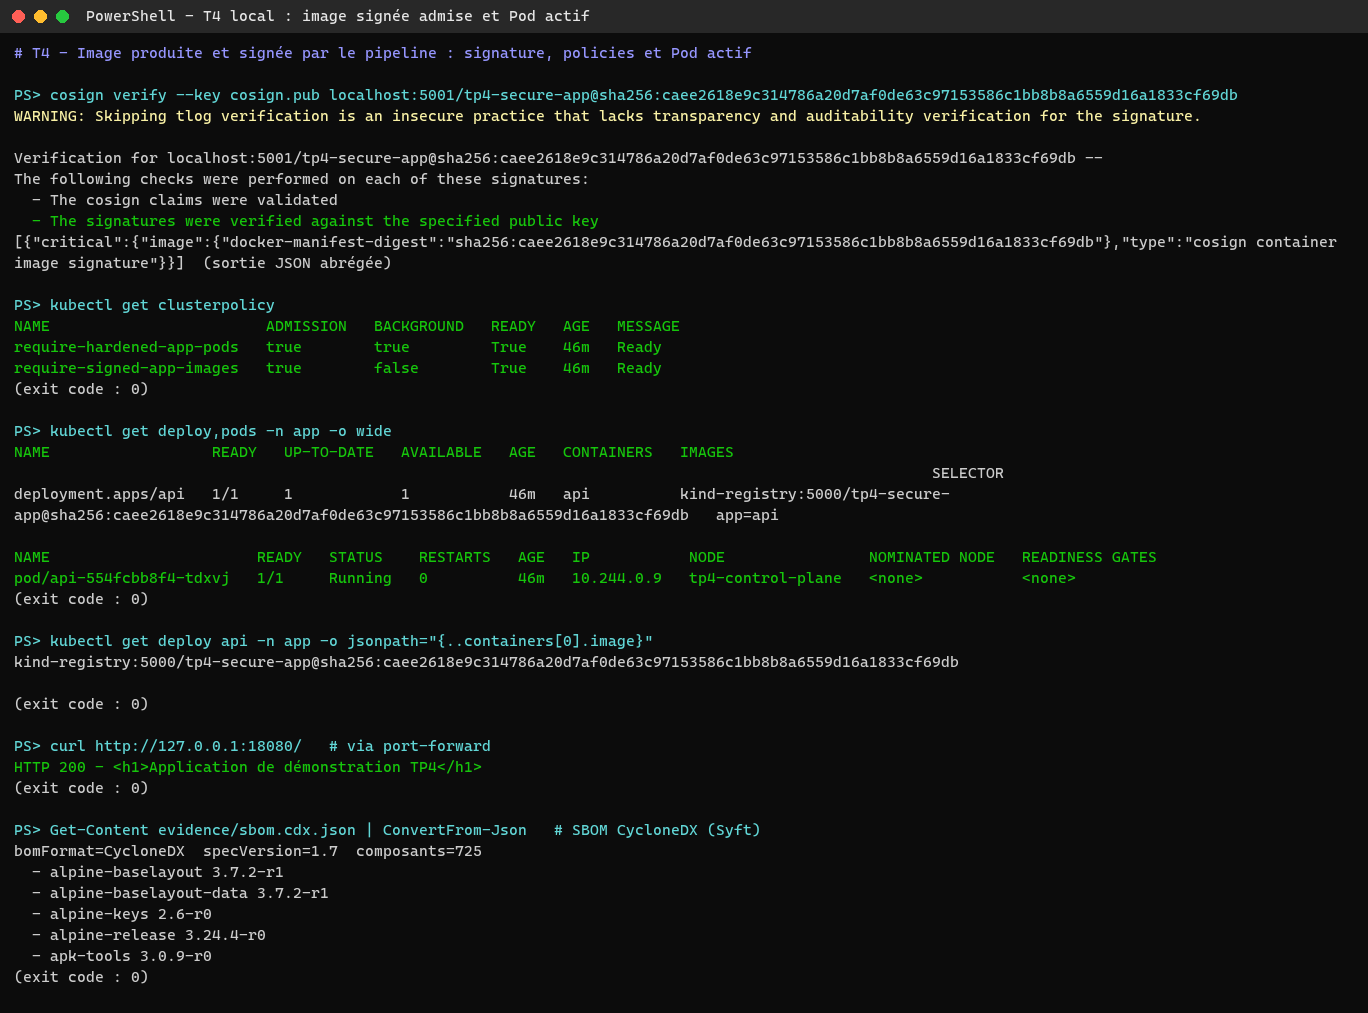 PowerShell - T4 local : image signée admise et Pod actif
# T4 - Image produite et signée par le pipeline : signature, policies et Pod actif
PS> cosign verify --key cosign.pub localhost:5001/tp4-secure-app@sha256:caee2618e9c314786a20d7af0de63c97153586c1bb8b8a6559d16a1833cf69db
WARNING: Skipping tlog verification is an insecure practice that lacks transparency and auditability verification for the signature.
Verification for localhost:5001/tp4-secure-app@sha256:caee2618e9c314786a20d7af0de63c97153586c1bb8b8a6559d16a1833cf69db --
The following checks were performed on each of these signatures:
  - The cosign claims were validated
  - The signatures were verified against the specified public key
[{"critical":{"image":{"docker-manifest-digest":"sha256:caee2618e9c314786a20d7af0de63c97153586c1bb8b8a6559d16a1833cf69db"},"type":"cosign container
image signature"}}]  (sortie JSON abrégée)
PS> kubectl get clusterpolicy
NAME                        ADMISSION   BACKGROUND   READY   AGE   MESSAGE
require-hardened-app-pods   true        true         True    46m   Ready
require-signed-app-images   true        false        True    46m   Ready
(exit code : 0)
PS> kubectl get deploy,pods -n app -o wide
NAME                  READY   UP-TO-DATE   AVAILABLE   AGE   CONTAINERS   IMAGES
SELECTOR
deployment.apps/api   1/1     1            1           46m   api          kind-registry:5000/tp4-secure-
app@sha256:caee2618e9c314786a20d7af0de63c97153586c1bb8b8a6559d16a1833cf69db   app=api
NAME                       READY   STATUS    RESTARTS   AGE   IP           NODE                NOMINATED NODE   READINESS GATES
pod/api-554fcbb8f4-tdxvj   1/1     Running   0          46m   10.244.0.9   tp4-control-plane   <none>           <none>
(exit code : 0)
PS> kubectl get deploy api -n app -o jsonpath="{..containers[0].image}"
kind-registry:5000/tp4-secure-app@sha256:caee2618e9c314786a20d7af0de63c97153586c1bb8b8a6559d16a1833cf69db
(exit code : 0)
PS> curl http://127.0.0.1:18080/   # via port-forward
HTTP 200 - <h1>Application de démonstration TP4</h1>
(exit code : 0)
PS> Get-Content evidence/sbom.cdx.json | ConvertFrom-Json   # SBOM CycloneDX (Syft)
bomFormat=CycloneDX  specVersion=1.7  composants=725
  - alpine-baselayout 3.7.2-r1
  - alpine-baselayout-data 3.7.2-r1
  - alpine-keys 2.6-r0
  - alpine-release 3.24.4-r0
  - apk-tools 3.0.9-r0
(exit code : 0)